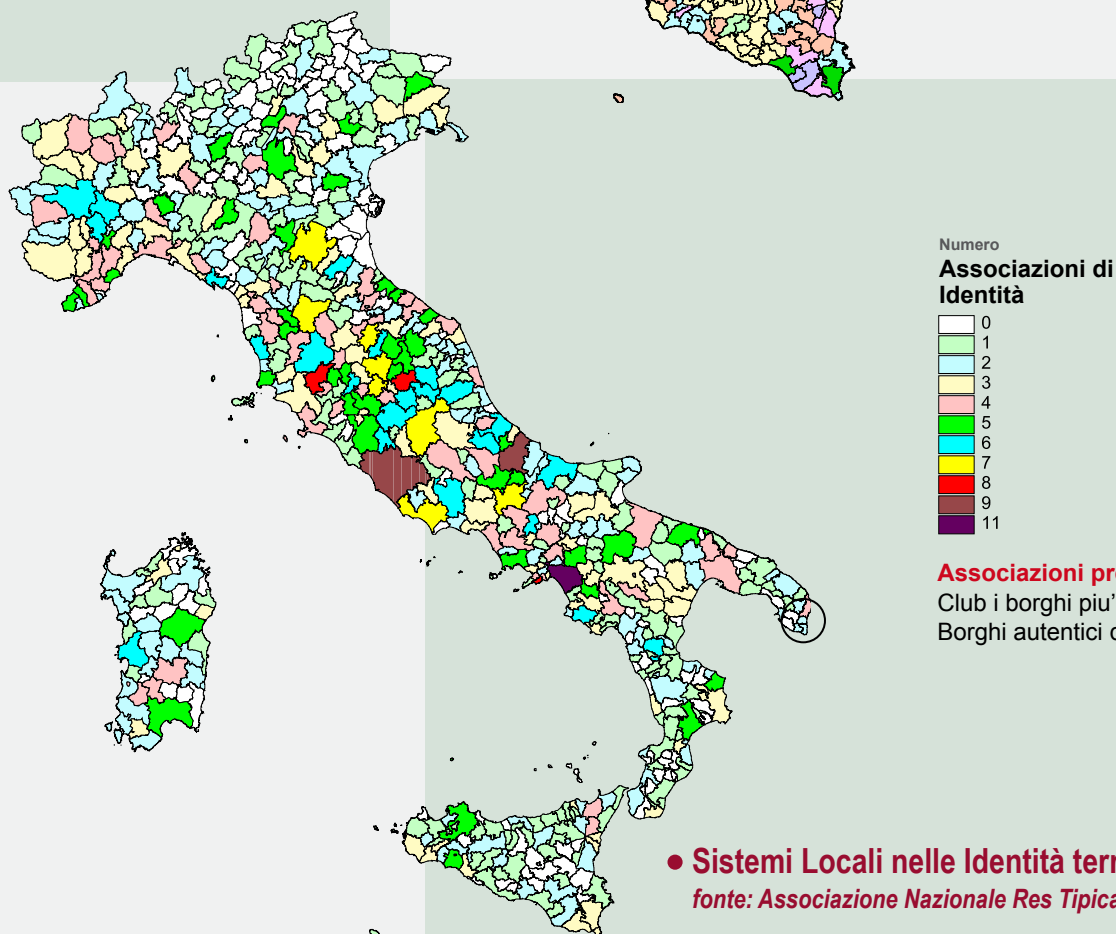 Numero
Associazioni di
Identità
0
1
2
3
4
5
6
7
8
9
11
Associazioni pr
Club i borghi piu'
Borghi autentici
• Sistemi Locali nelle Identità terr
fonte: Associazione Nazionale Res Tipica